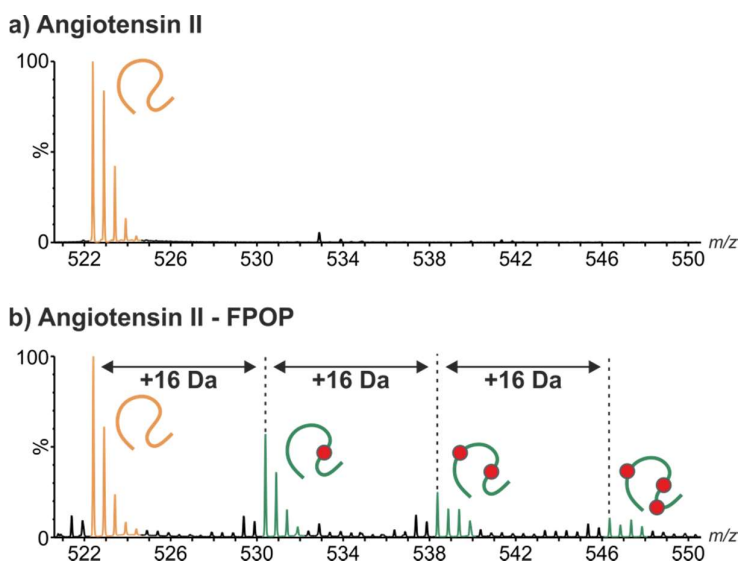 a) Angiotensin II
100
%
0
522 526 530 534 538 542 546 550 m/z
b) Angiotensin II - FPOP
100
+16 Da +16 Da +16 Da
%
0
522 526 530 534 538 542 546 550 m/z